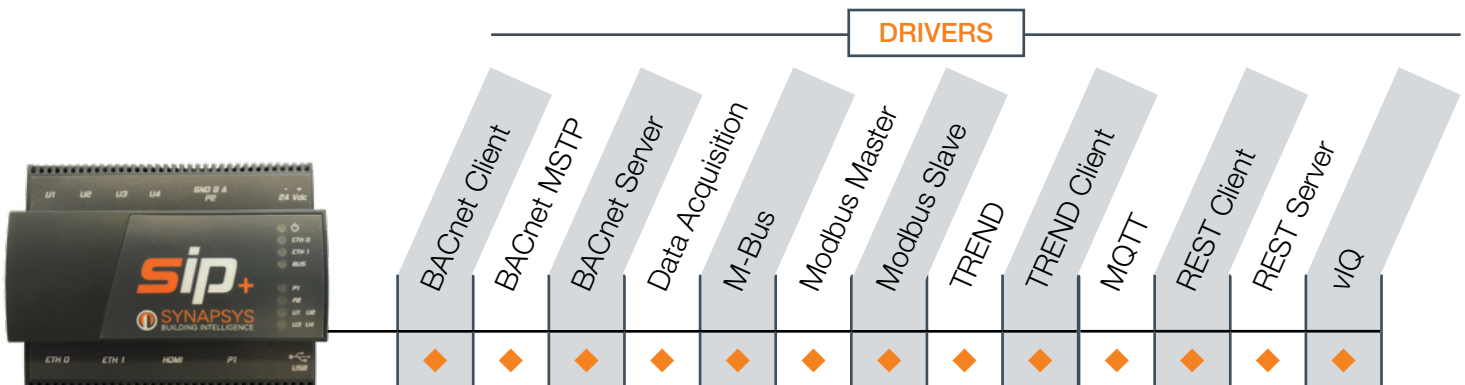 DRIVERS
BACnet Client
BACnet MSTP
BACnet Server
Data Acquisition
M-Bus
Modbus Master
Modbus Slave
TREND
TREND Client
MQTT
REST Client
REST Server
vIQ
U1 U2 U3 U4 GND B A - +
P2 24 Vdc
ETH 0
ETH 1
BUS
sip+
P1
P2
SYNAPSYS U1 U2
BUILDING INTELLIGENCE U3 U4
ETH 0 ETH 1 HDMI P1
USB